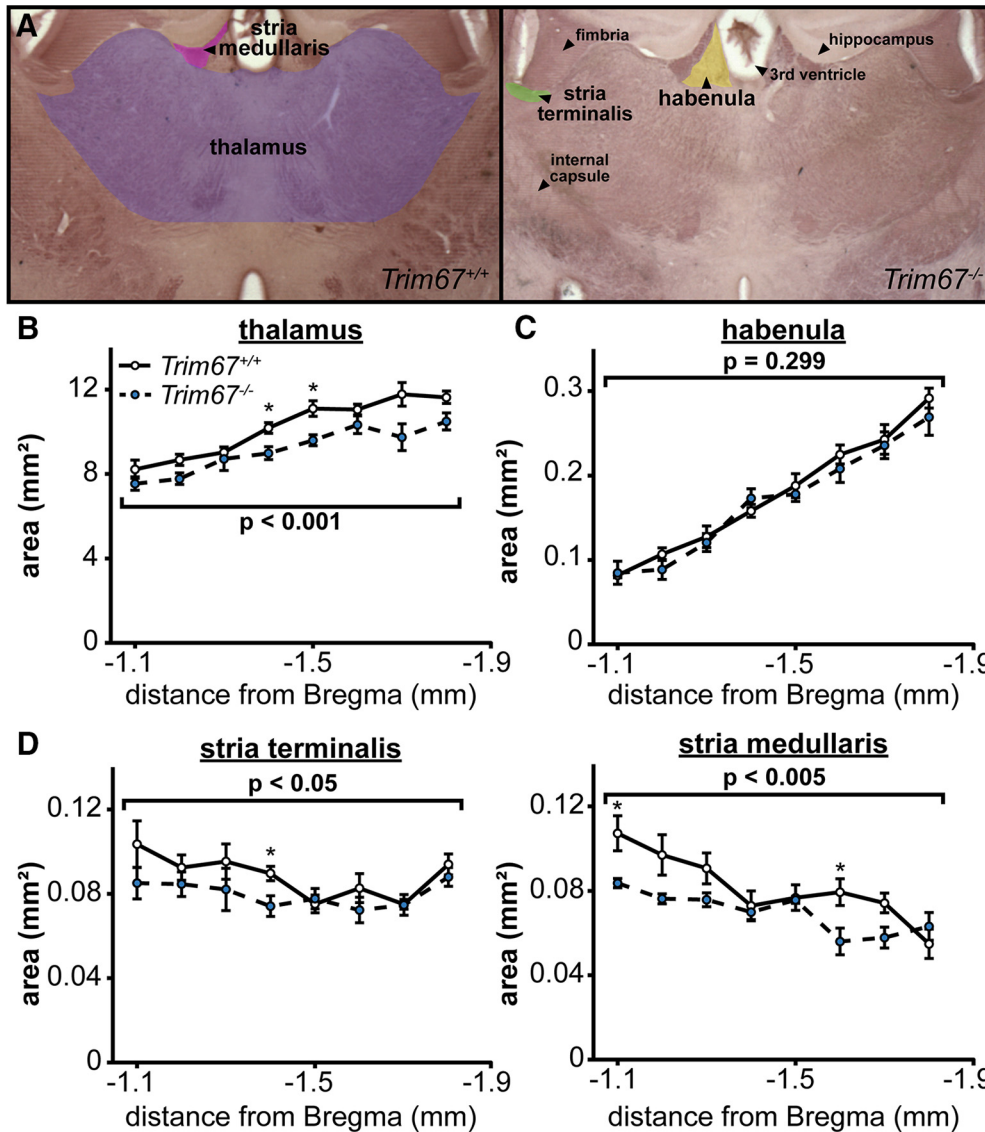 A
stria
medullaris
thalamus
Trim67+/+
fimbria
hippocampus
3rd ventricle
habenula
stria
terminalis
internal
capsule
Trim67-/-
B
thalamus
Trim67+/+
Trim67-/-
area (mm²)
12
8
4
0
*
*
p < 0.001
-1.1
-1.5
-1.9
distance from Bregma (mm)
C
habenula
p = 0.299
area (mm²)
0.3
0.2
0.1
0
-1.1
-1.5
-1.9
distance from Bregma (mm)
D
stria terminalis
p < 0.05
area (mm²)
0.12
0.08
0.04
0
*
-1.1
-1.5
-1.9
distance from Bregma (mm)
stria medullaris
p < 0.005
area (mm²)
0.12
0.08
0.04
0
*
*
-1.1
-1.5
-1.9
distance from Bregma (mm)